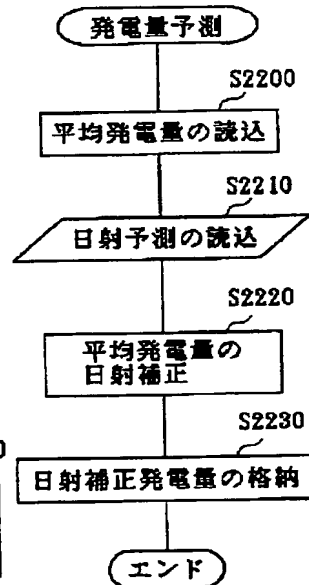 発電量予測
S2200
平均発電量の読込
S2210
日射予測の読込
S2220
平均発電量の
日射補正
S2230
日射補正発電量の格納
エンド